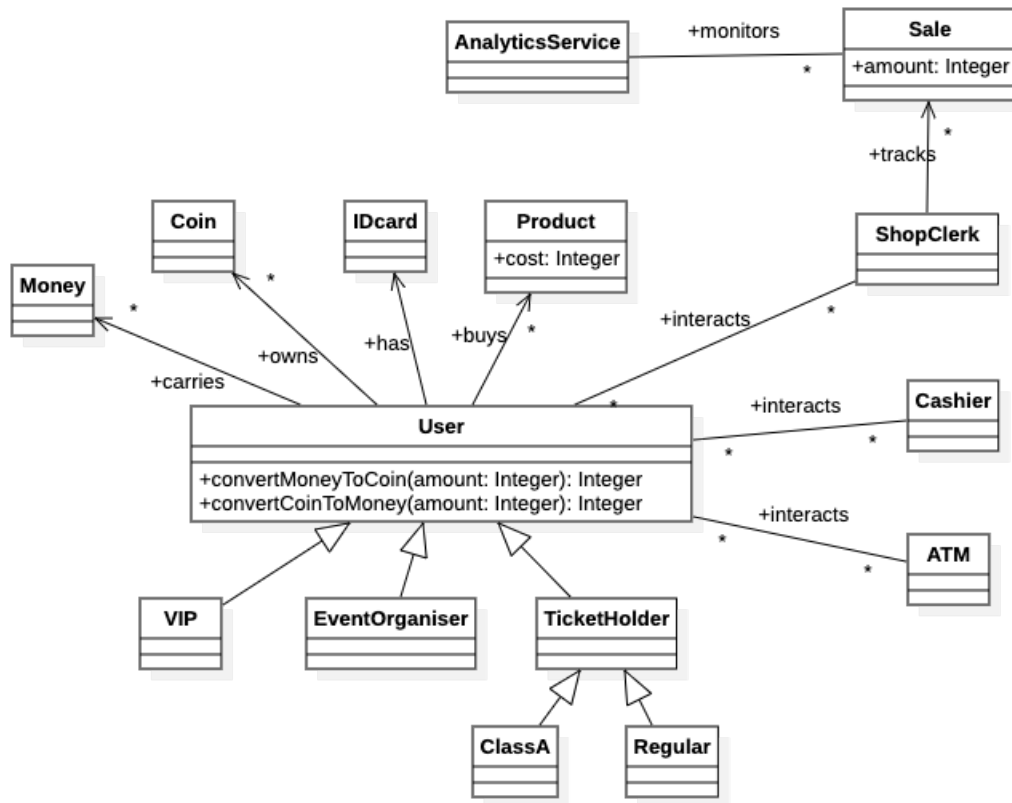 +monitors
Sale
AnalyticsService
*
+amount: Integer
*
+tracks
Coin
IDcard
Product
ShopClerk
+cost: Integer
Money
*
*
+interacts
*
+buys
*
+has
+owns
+carries
*
Cashier
+interacts
*
User
*
*
+convertMoneyToCoin(amount: Integer): Integer
+convertCoinToMoney(amount: Integer): Integer
+interacts
*
ATM
*
VIP
EventOrganiser
TicketHolder
ClassA
Regular